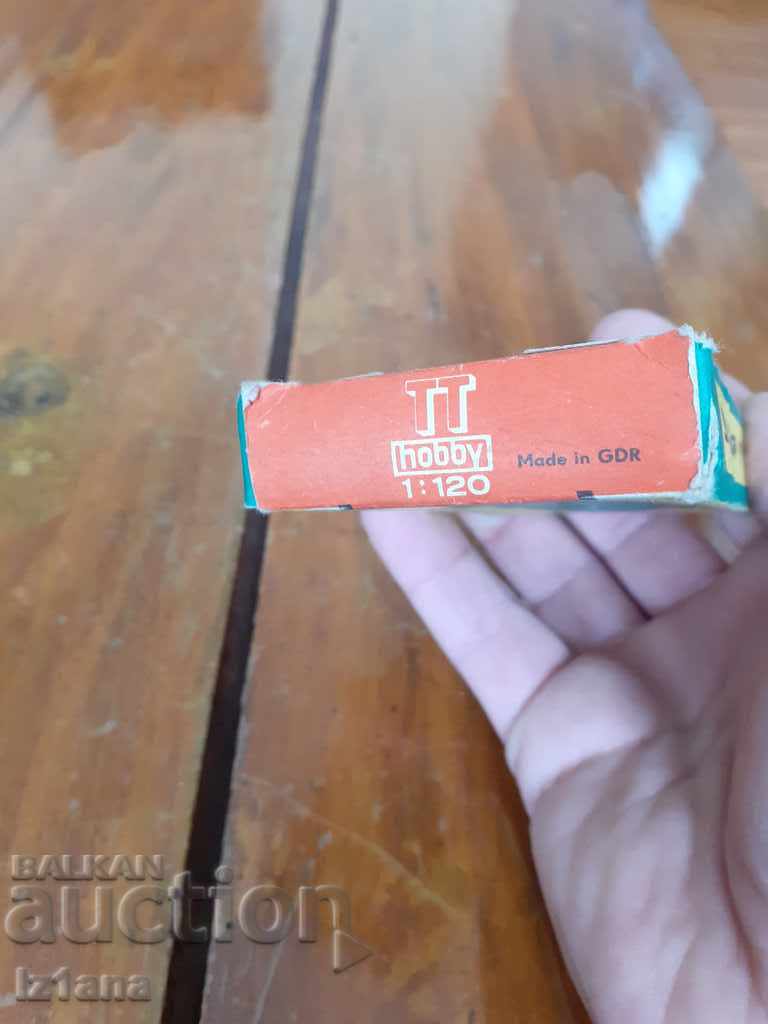 TT
hobby
1:120
Made in GDR
BALKAN
auction
Iz1ana